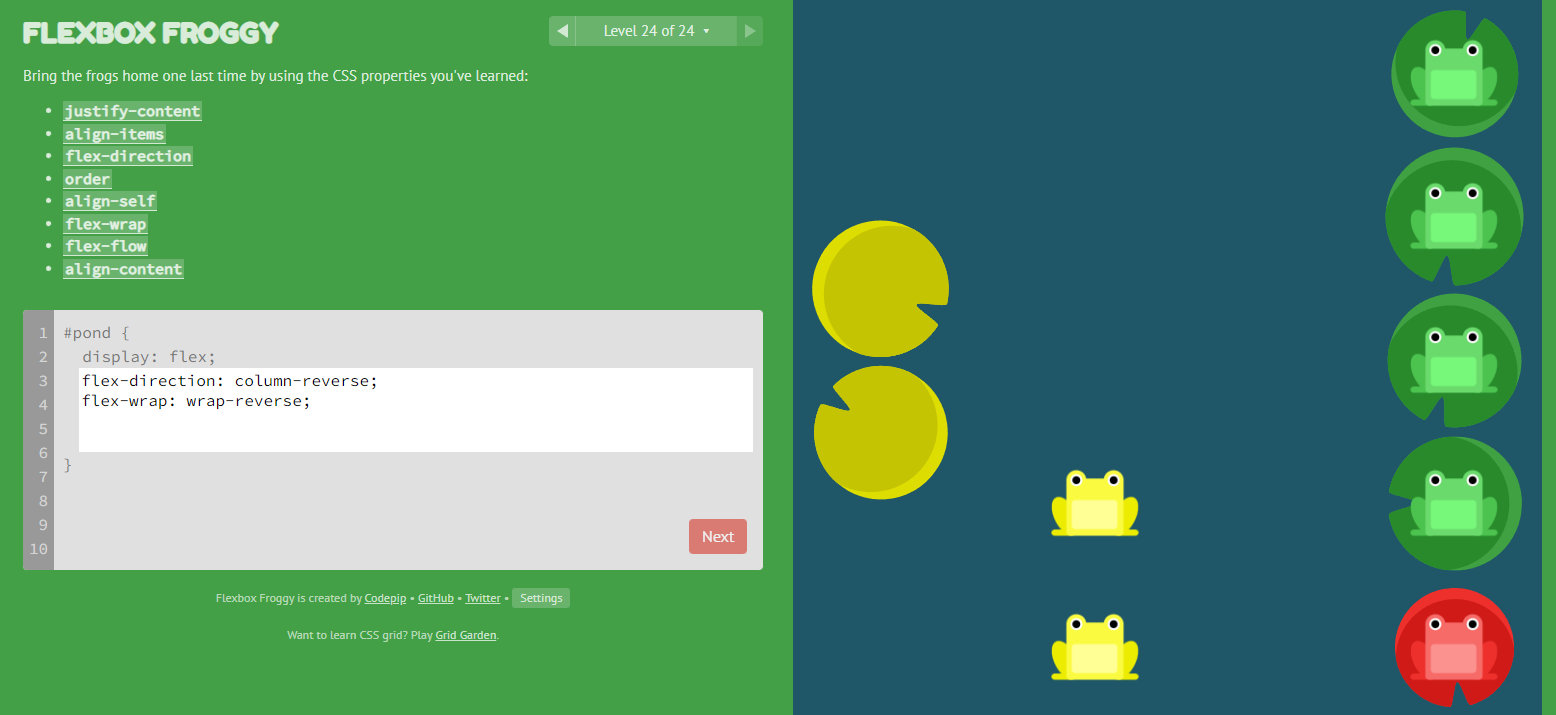 FLEXBOX FROGGY
◀ Level 24 of 24 ▼ ▶
Bring the frogs home one last time by using the CSS properties you've learned:
• justify-content
• align-items
• flex-direction
• order
• align-self
• flex-wrap
• flex-flow
• align-content
1 #pond {
2 display: flex;
3 flex-direction: column-reverse;
4 flex-wrap: wrap-reverse;
5
6
7 }
8
9
10
Next
Flexbox Froggy is created by Codepip • GitHub • Twitter • Settings
Want to learn CSS grid? Play Grid Garden.